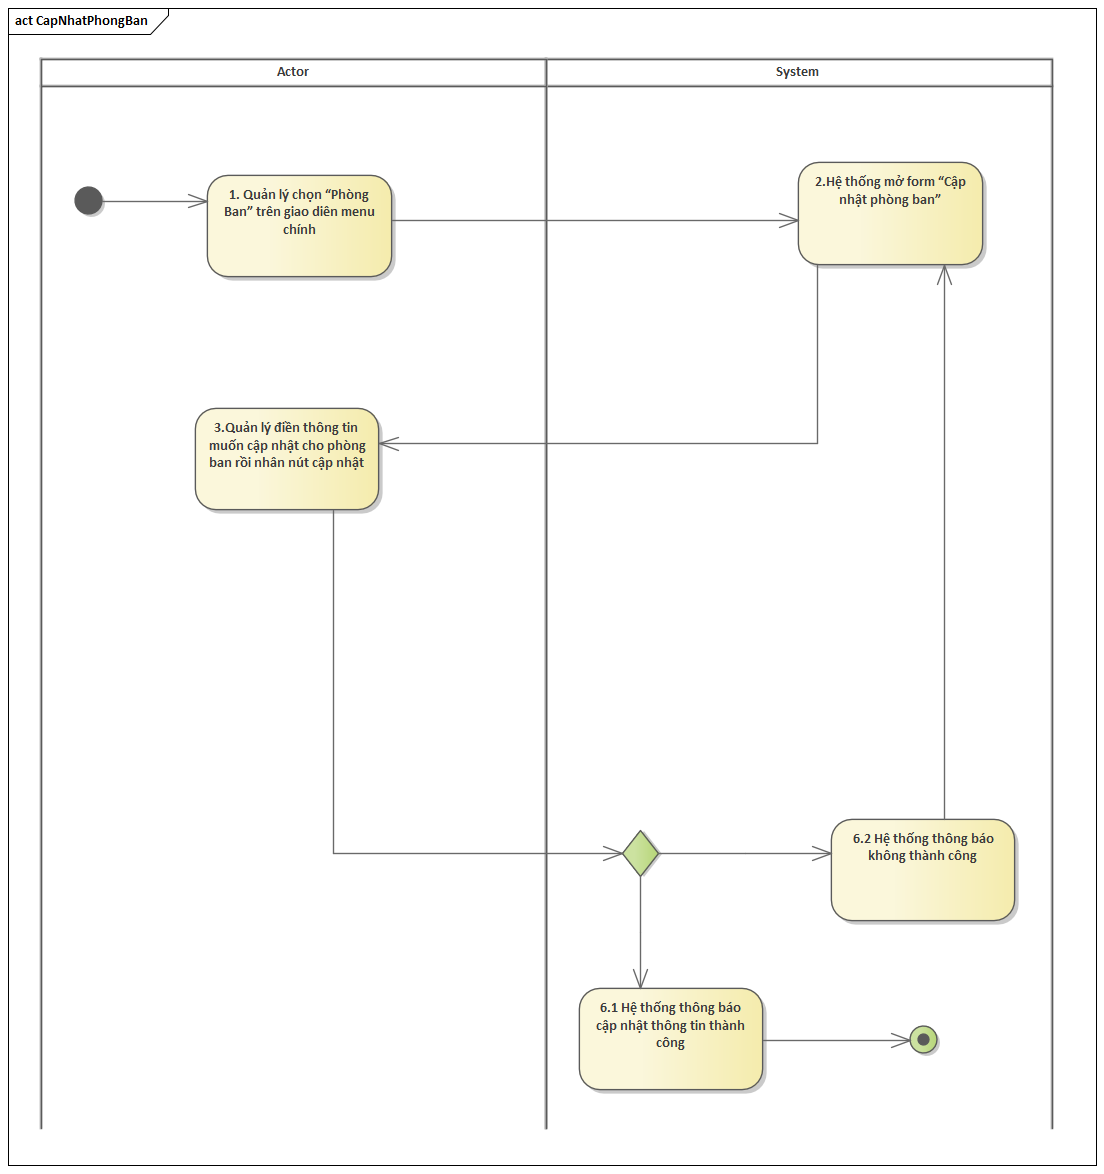 act CapNhatPhongBan
Actor
System
1. Quản lý chọn “Phòng
Ban” trên giao diên menu
chính
2.Hệ thống mở form “Cập
nhật phòng ban”
3.Quản lý điền thông tin
muốn cập nhật cho phòng
ban rồi nhân nút cập nhật
6.2 Hệ thống thông báo
không thành công
6.1 Hệ thống thông báo
cập nhật thông tin thành
công